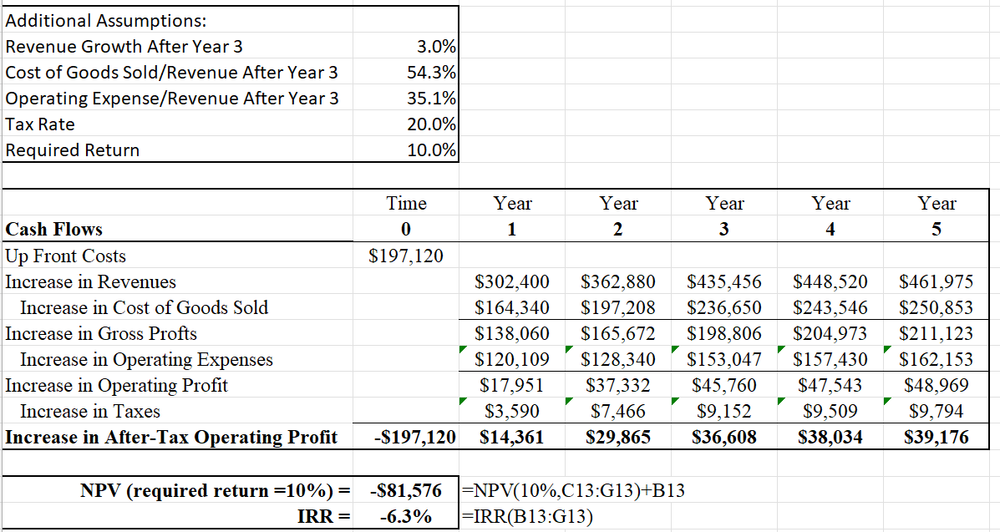 Additional Assumptions:
Revenue Growth After Year 3 3.0%
Cost of Goods Sold/Revenue After Year 3 54.3%
Operating Expense/Revenue After Year 3 35.1%
Tax Rate 20.0%
Required Return 10.0%
Time Year Year Year Year Year
Cash Flows 0 1 2 3 4 5
Up Front Costs $197,120
Increase in Revenues $302,400 $362,880 $435,456 $448,520 $461,975
Increase in Cost of Goods Sold $164,340 $197,208 $236,650 $243,546 $250,853
Increase in Gross Profts $138,060 $165,672 $198,806 $204,973 $211,123
Increase in Operating Expenses $120,109 $128,340 $153,047 $157,430 $162,153
Increase in Operating Profit $17,951 $37,332 $45,760 $47,543 $48,969
Increase in Taxes $3,590 $7,466 $9,152 $9,509 $9,794
Increase in After-Tax Operating Profit -$197,120 $14,361 $29,865 $36,608 $38,034 $39,176
NPV (required return =10%) = -$81,576 =NPV(10%,C13:G13)+B13
IRR = -6.3% =IRR(B13:G13)